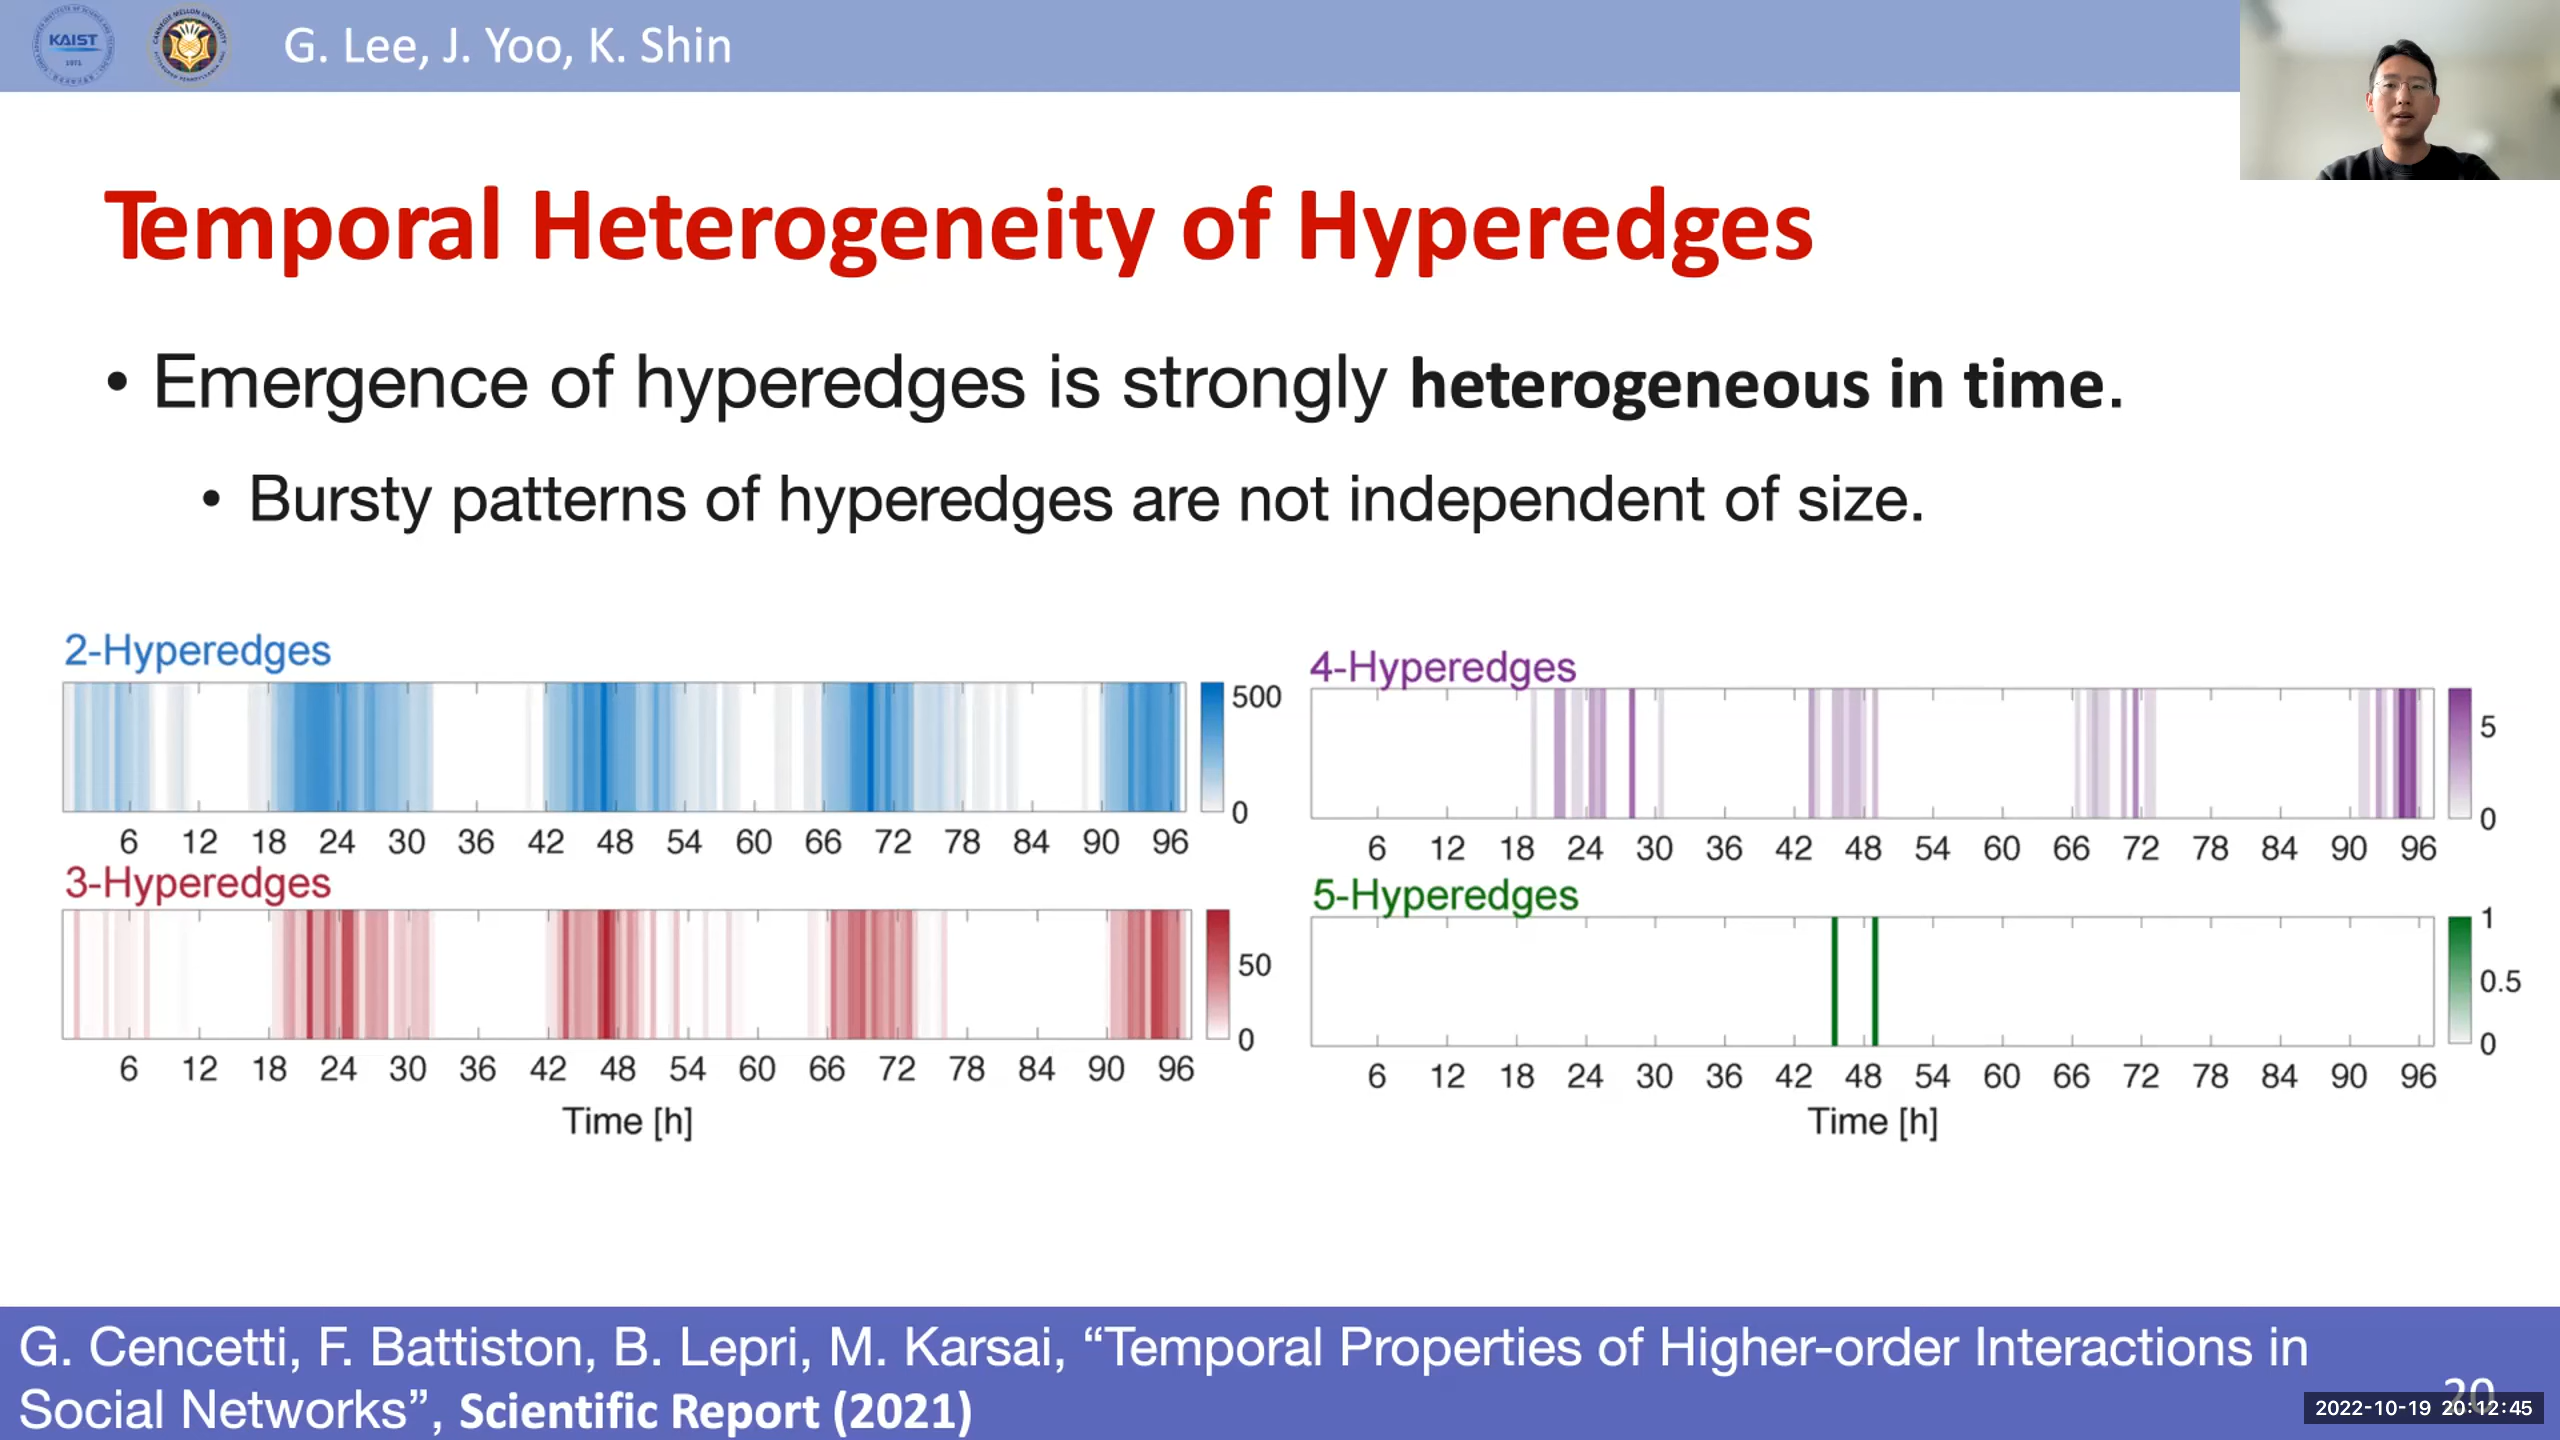 KAIST
1971
G. Lee, J. Yoo, K. Shin
Temporal Heterogeneity of Hyperedges
• Emergence of hyperedges is strongly heterogeneous in time.
• Bursty patterns of hyperedges are not independent of size.
2-Hyperedges
500
0
6 12 18 24 30 36 42 48 54 60 66 72 78 84 90 96
3-Hyperedges
50
0
6 12 18 24 30 36 42 48 54 60 66 72 78 84 90 96
Time [h]
4-Hyperedges
5
0
6 12 18 24 30 36 42 48 54 60 66 72 78 84 90 96
5-Hyperedges
1
0.5
0
6 12 18 24 30 36 42 48 54 60 66 72 78 84 90 96
Time [h]
G. Cencetti, F. Battiston, B. Lepri, M. Karsai, “Temporal Properties of Higher-order Interactions in
Social Networks”, Scientific Report (2021)
20
2022-10-19 20:12:45